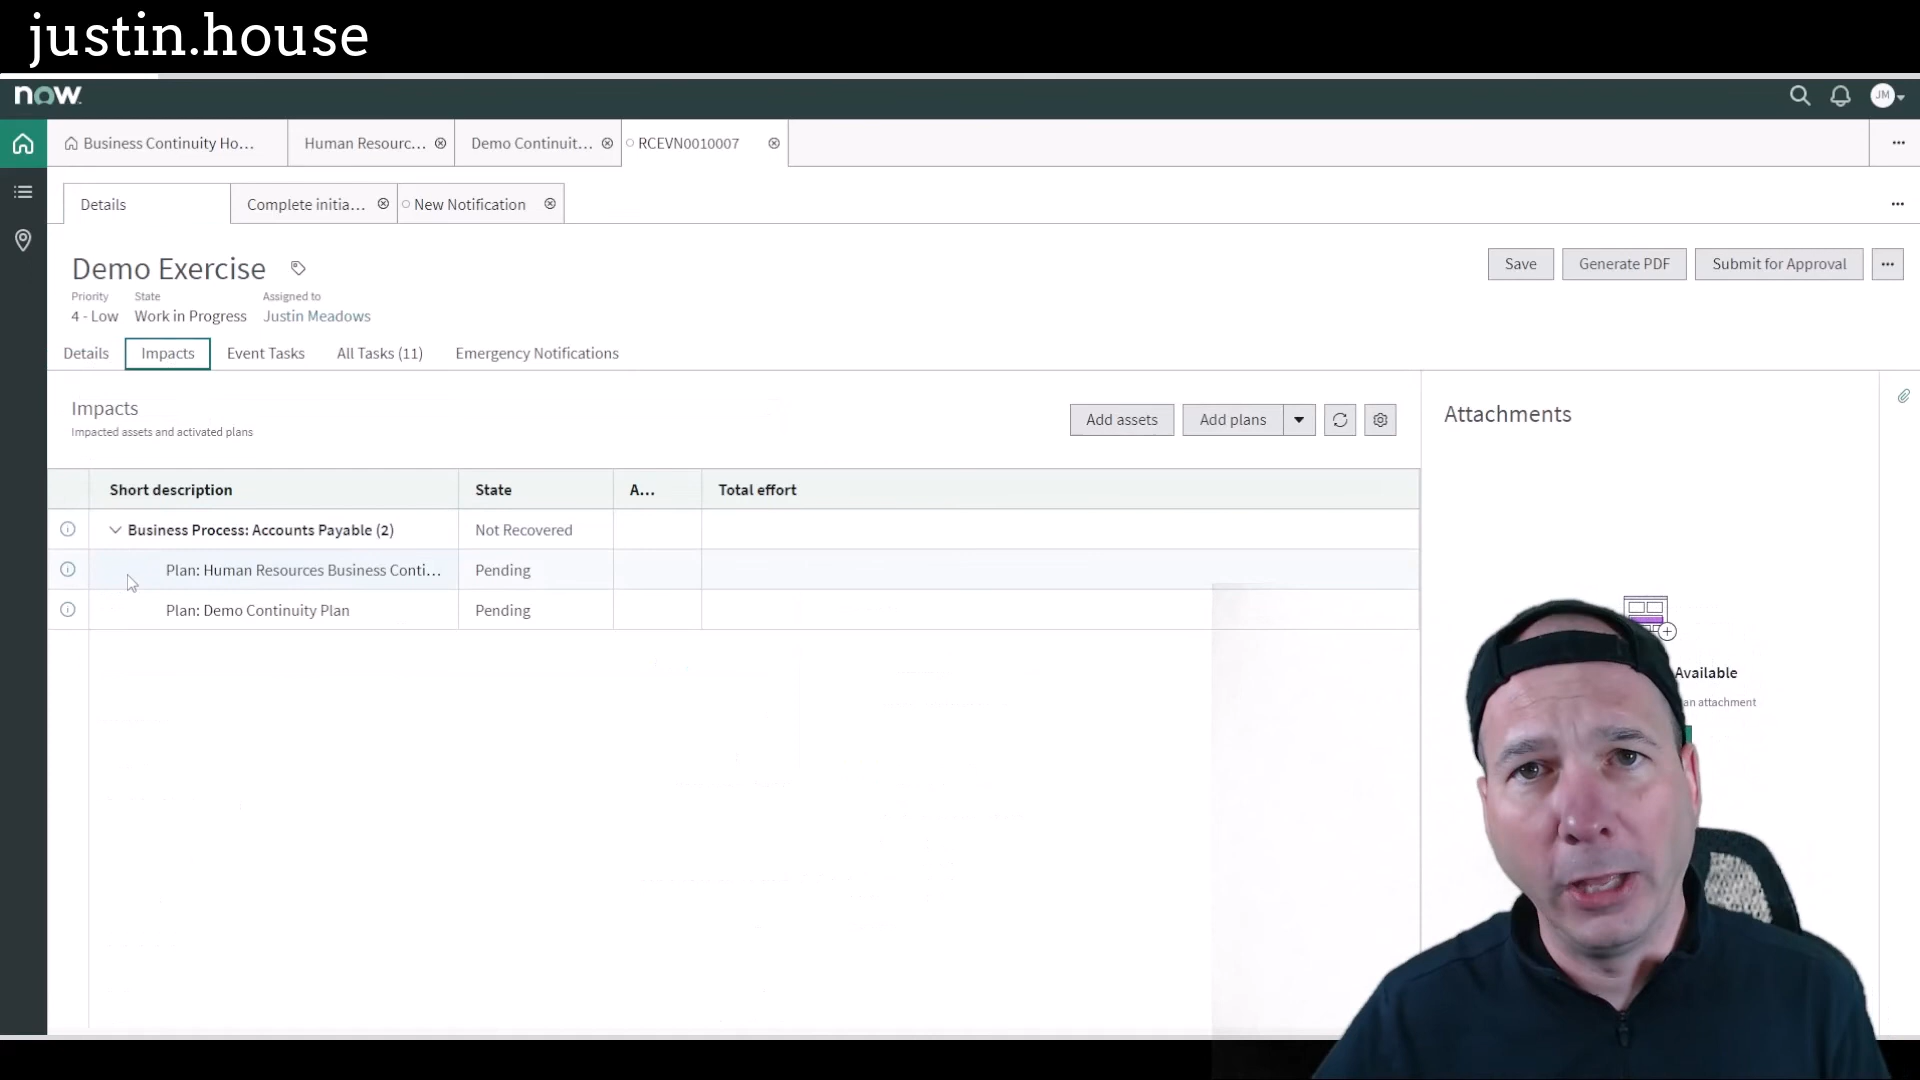 justin.house
now
JM
Business Continuity Ho...
Human Resourc...
Demo Continuit...
RCEVN0010007
...
Details
Complete initia...
New Notification
...
Demo Exercise
Save
Generate PDF
Submit for Approval
...
Priority
State
Assigned to
4 - Low
Work in Progress
Justin Meadows
Details
Impacts
Event Tasks
All Tasks (11)
Emergency Notifications
Impacts
Impacted assets and activated plans
Add assets
Add plans
Attachments
Short description
State
A...
Total effort
Business Process: Accounts Payable (2)
Not Recovered
Plan: Human Resources Business Conti...
Pending
Plan: Demo Continuity Plan
Pending
Available
an attachment